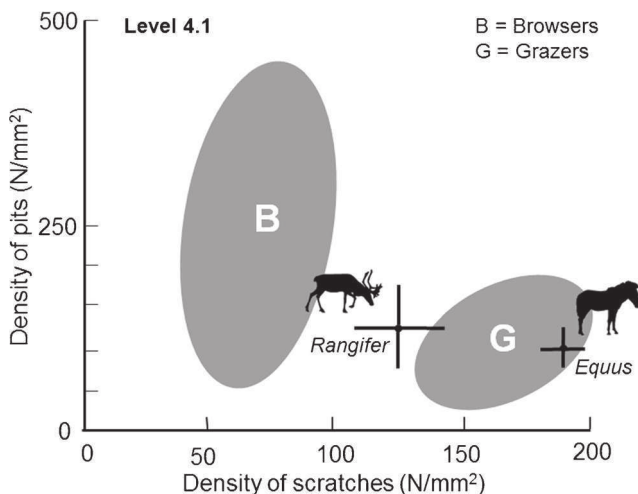 500
Level 4.1
B = Browsers
G = Grazers
Density of pits (N/mm²)
B
250
Rangifer
G
Equus
0
0
50
100
150
200
Density of scratches (N/mm²)